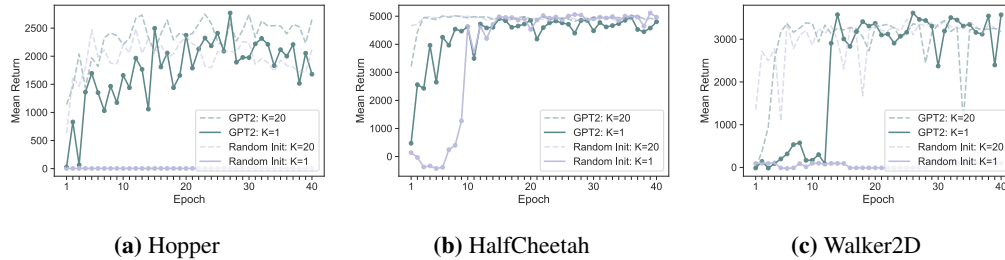 2500
2000
1500
1000
500
0
Mean Return
GPT2: K=20
GPT2: K=1
Random Init: K=20
Random Init: K=1
1 10 20 30 40
Epoch
(a) Hopper
5000
4000
3000
2000
1000
0
Mean Return
GPT2: K=20
GPT2: K=1
Random Init: K=20
Random Init: K=1
1 10 20 30 40
Epoch
(b) HalfCheetah
3000
2000
1000
0
Mean Return
GPT2: K=20
GPT2: K=1
Random Init: K=20
Random Init: K=1
1 10 20 30 40
Epoch
(c) Walker2D